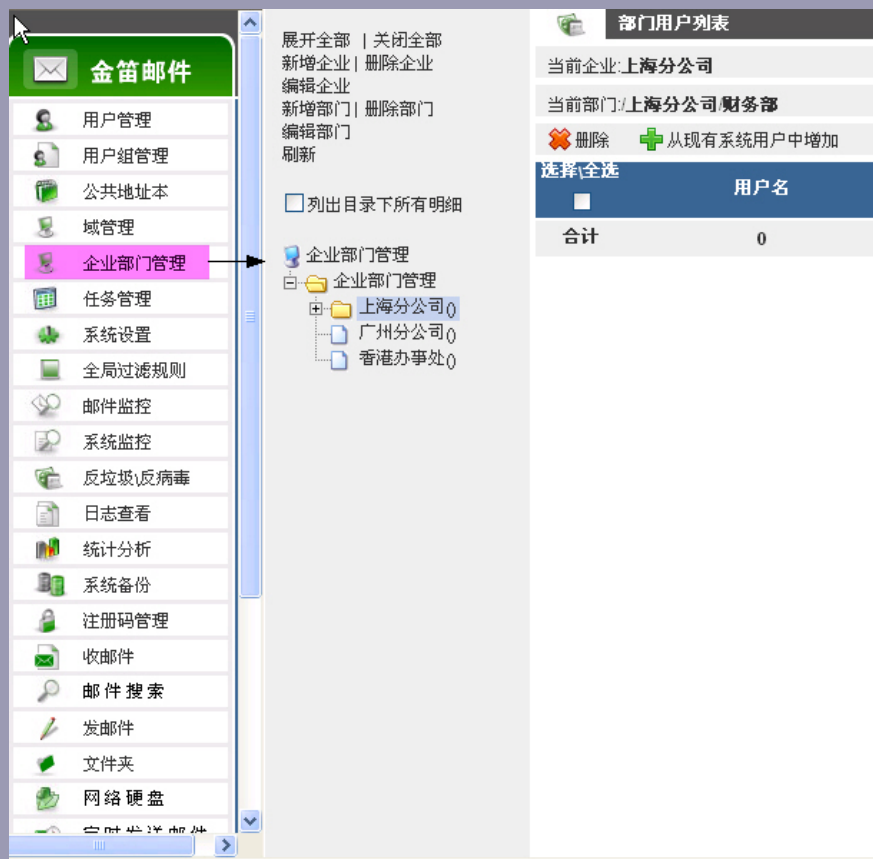 金笛邮件
用户管理
用户组管理
公共地址本
域管理
企业部门管理
任务管理
系统设置
全局过滤规则
邮件监控
系统监控
反垃圾\反病毒
日志查看
统计分析
系统备份
注册码管理
收邮件
邮件搜索
发邮件
文件夹
网络硬盘
定时发送邮件
展开全部 | 关闭全部
新增企业 | 删除企业
编辑企业
新增部门 | 删除部门
编辑部门
刷新
列出目录下所有明细
企业部门管理
企业部门管理
上海分公司()
广州分公司()
香港办事处()
部门用户列表
当前企业:上海分公司
当前部门:/上海分公司/财务部
删除 从现有系统用户中增加
选择\全选
用户名
合计 0